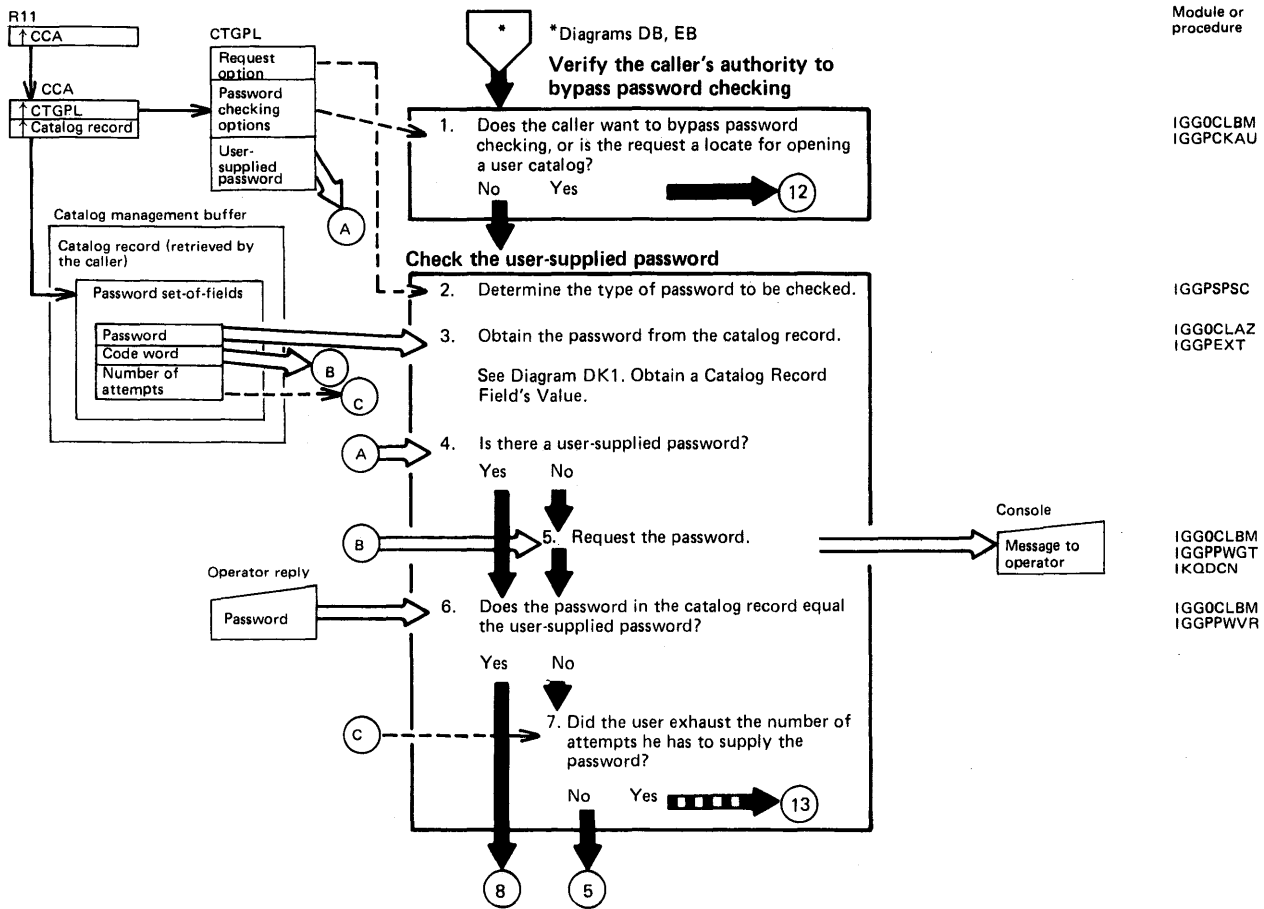 R11
↑ CCA
CCA
↑ CTGPL
↑ Catalog record
CTGPL
Request
option
Password
checking
options
User-
supplied
password
A
Catalog management buffer
Catalog record (retrieved by
the caller)
Password set-of-fields
Password
Code word
Number of
attempts
B
C
*
*Diagrams DB, EB
Verify the caller's authority to
bypass password checking
Module or
procedure
1. Does the caller want to bypass password
checking, or is the request a locate for opening
a user catalog?
No Yes
12
IGG0CLBM
IGGPCKAU
Check the user-supplied password
2. Determine the type of password to be checked.
IGGPSPSC
3. Obtain the password from the catalog record.
See Diagram DK1. Obtain a Catalog Record
Field's Value.
IGG0CLAZ
IGGPEXT
A
4. Is there a user-supplied password?
Yes No
B
5. Request the password.
Console
Message to
operator
IGG0CLBM
IGGPPWGT
IKQDCN
Operator reply
Password
6. Does the password in the catalog record equal
the user-supplied password?
Yes No
IGG0CLBM
IGGPPWVR
C
7. Did the user exhaust the number of
attempts he has to supply the
password?
No Yes
13
8
5